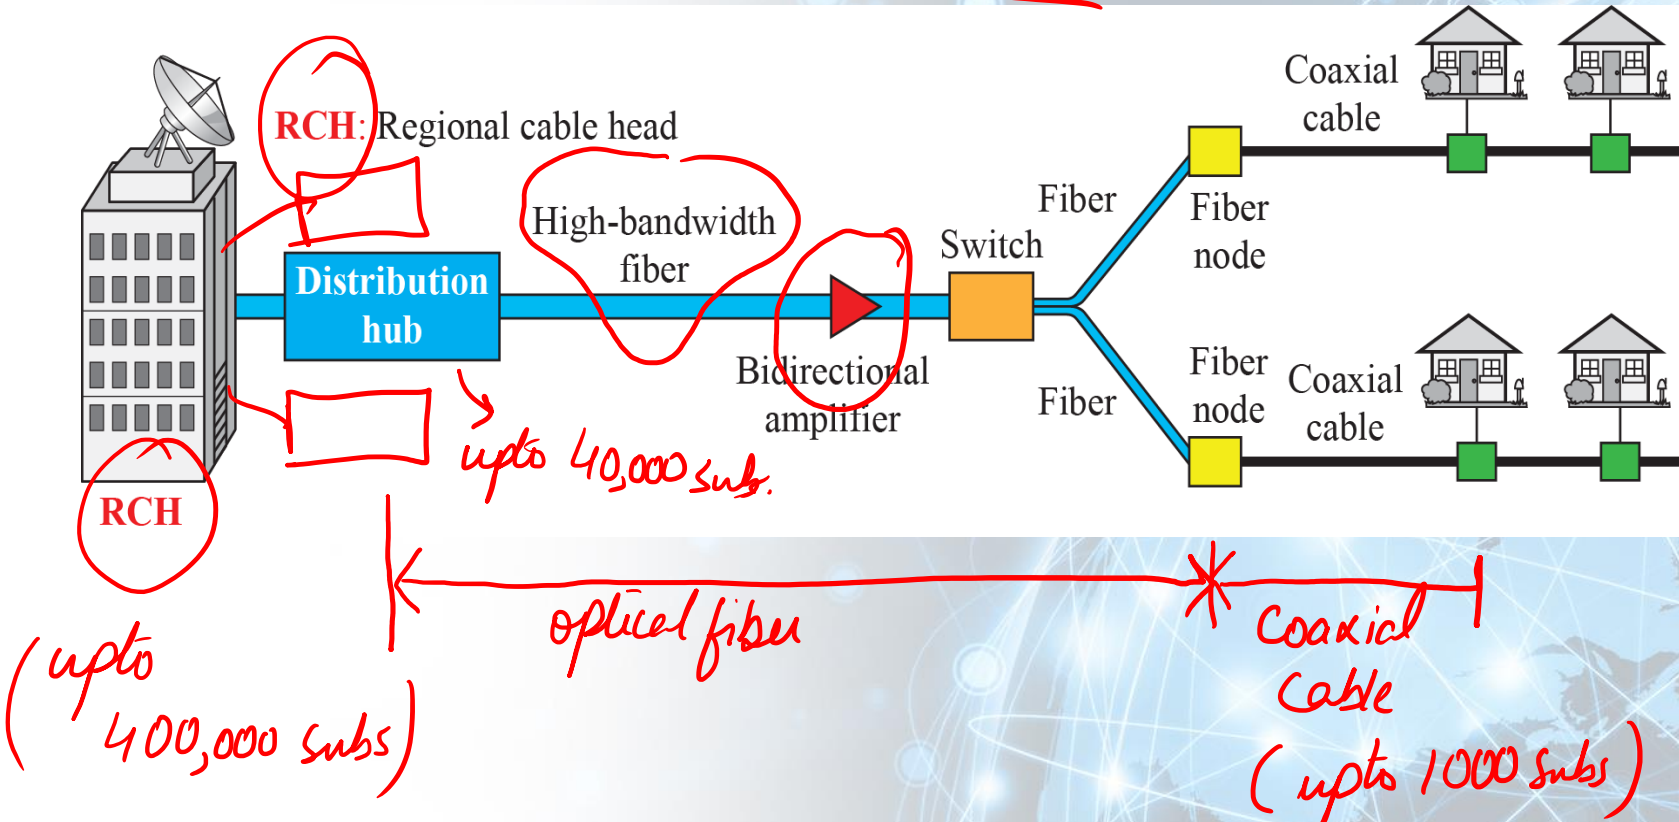 RCH: Regional cable head
Coaxial
cable
High-bandwidth
fiber
Fiber
Switch
Fiber
node
Distribution
hub
Bidirectional
amplifier
Fiber
Fiber
node
Coaxial
cable
upto 40,000 sub.
RCH
optical fiber
Coaxial
Cable
(upto 1000 subs)
(upto
400,000 subs)